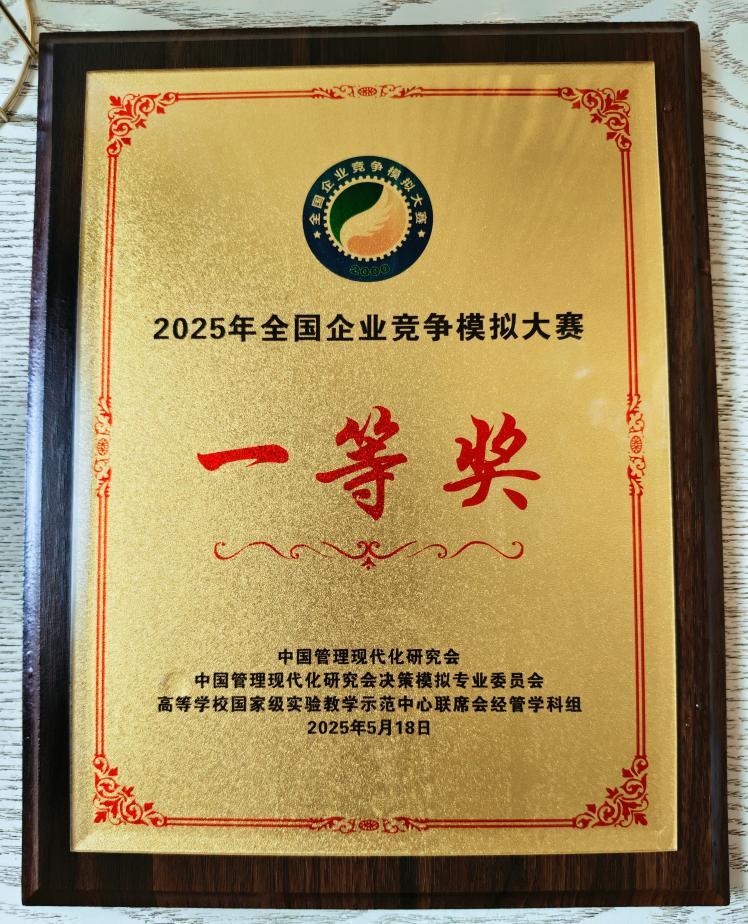 全国企业竞争模拟大赛
2000
2025年全国企业竞争模拟大赛
一等奖
中国管理现代化研究会
中国管理现代化研究会决策模拟专业委员会
高等学校国家级实验教学示范中心联席会经管学科组
2025年5月18日